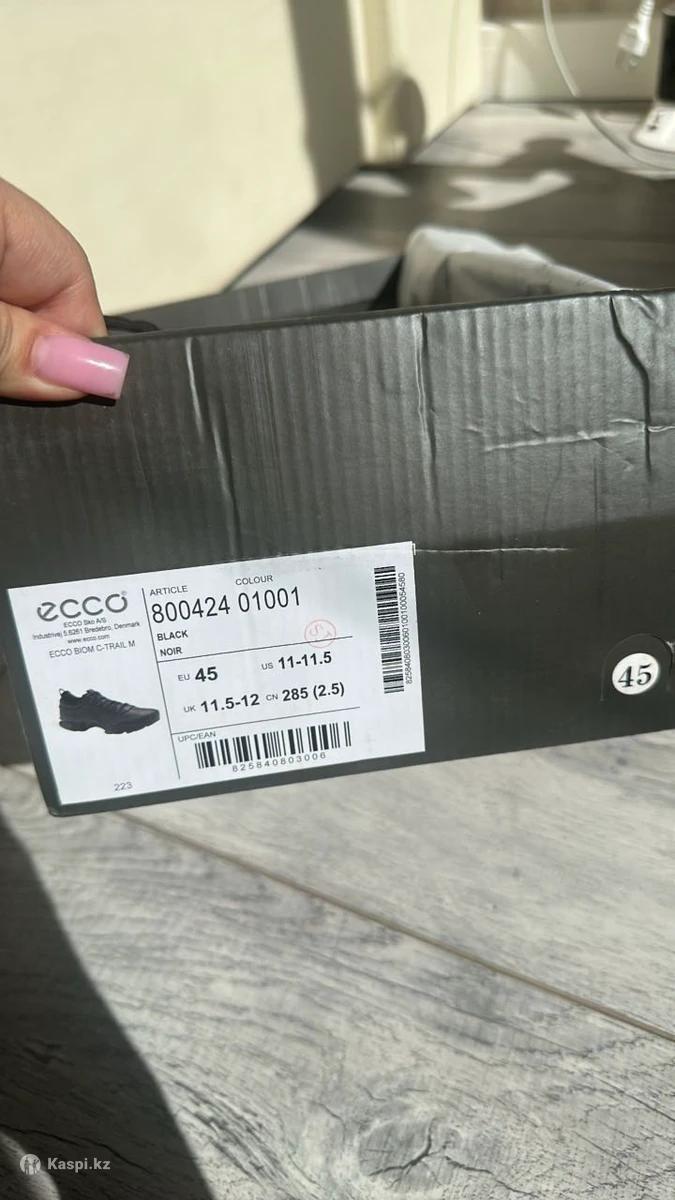 ecco
ECCO Sko A/S
Industrivej 5,6261 Bredebro, Denmark
www.ecco.com
ECCO BIOM C-TRAIL M
223
ARTICLE COLOUR
800424 01001
BLACK
NOIR
EU 45 US 11-11.5
UK 11.5-12 CN 285 (2.5)
UPC/EAN
825840803006
82584080300601001000054580
45
Kaspi.kz